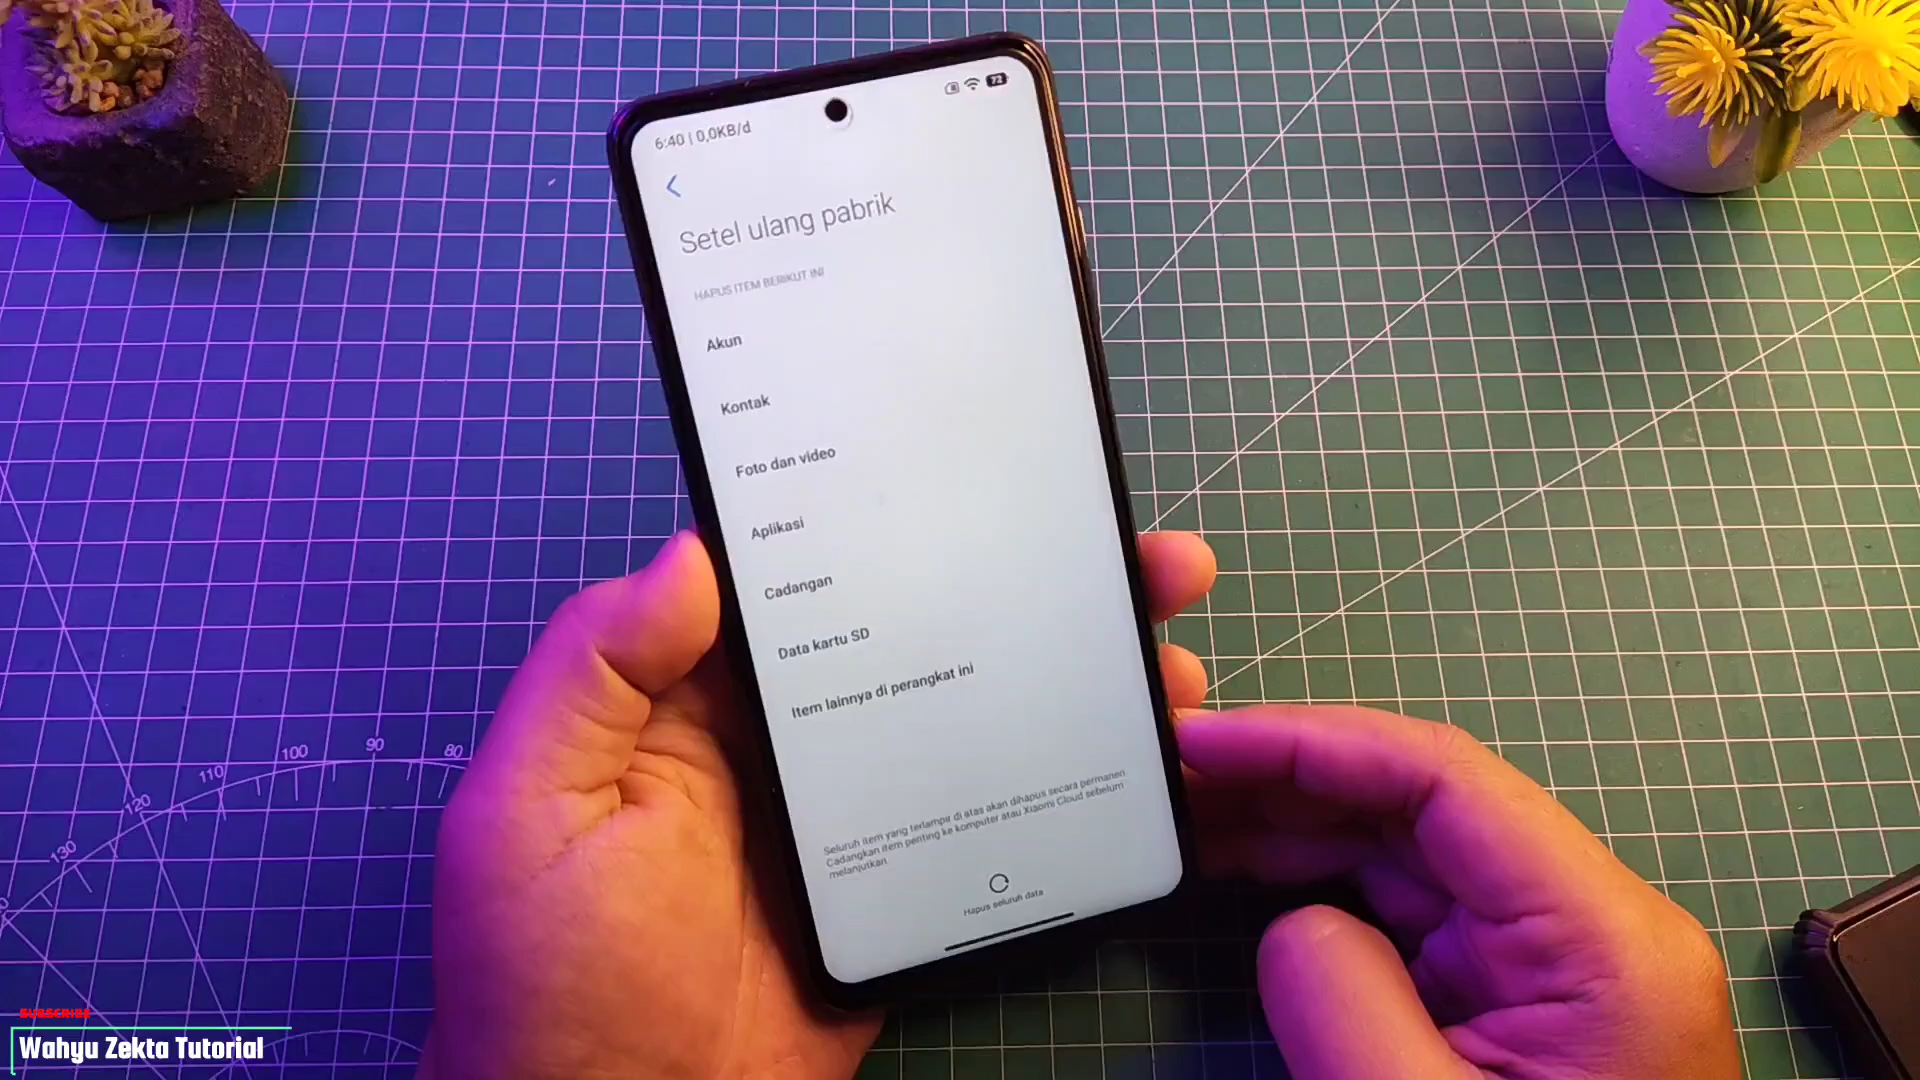 6:40 | 0,0KB/d
72
Setel ulang pabrik
HAPUS ITEM BERIKUT INI
Akun
Kontak
Foto dan video
Aplikasi
Cadangan
Data kartu SD
Item lainnya di perangkat ini
Seluruh item yang terlampir di atas akan dihapus secara permanen.
Cadangkan item penting ke komputer atau Xiaomi Cloud sebelum
melanjutkan
Hapus seluruh data
130
120
110
100
90
80
SUBSCRIBE
Wahyu Zekta Tutorial